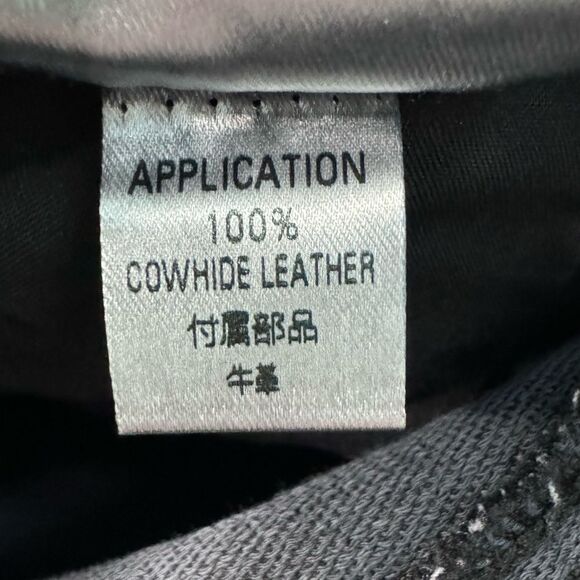 APPLICATION
100%
COWHIDE LEATHER
付属部品
牛革